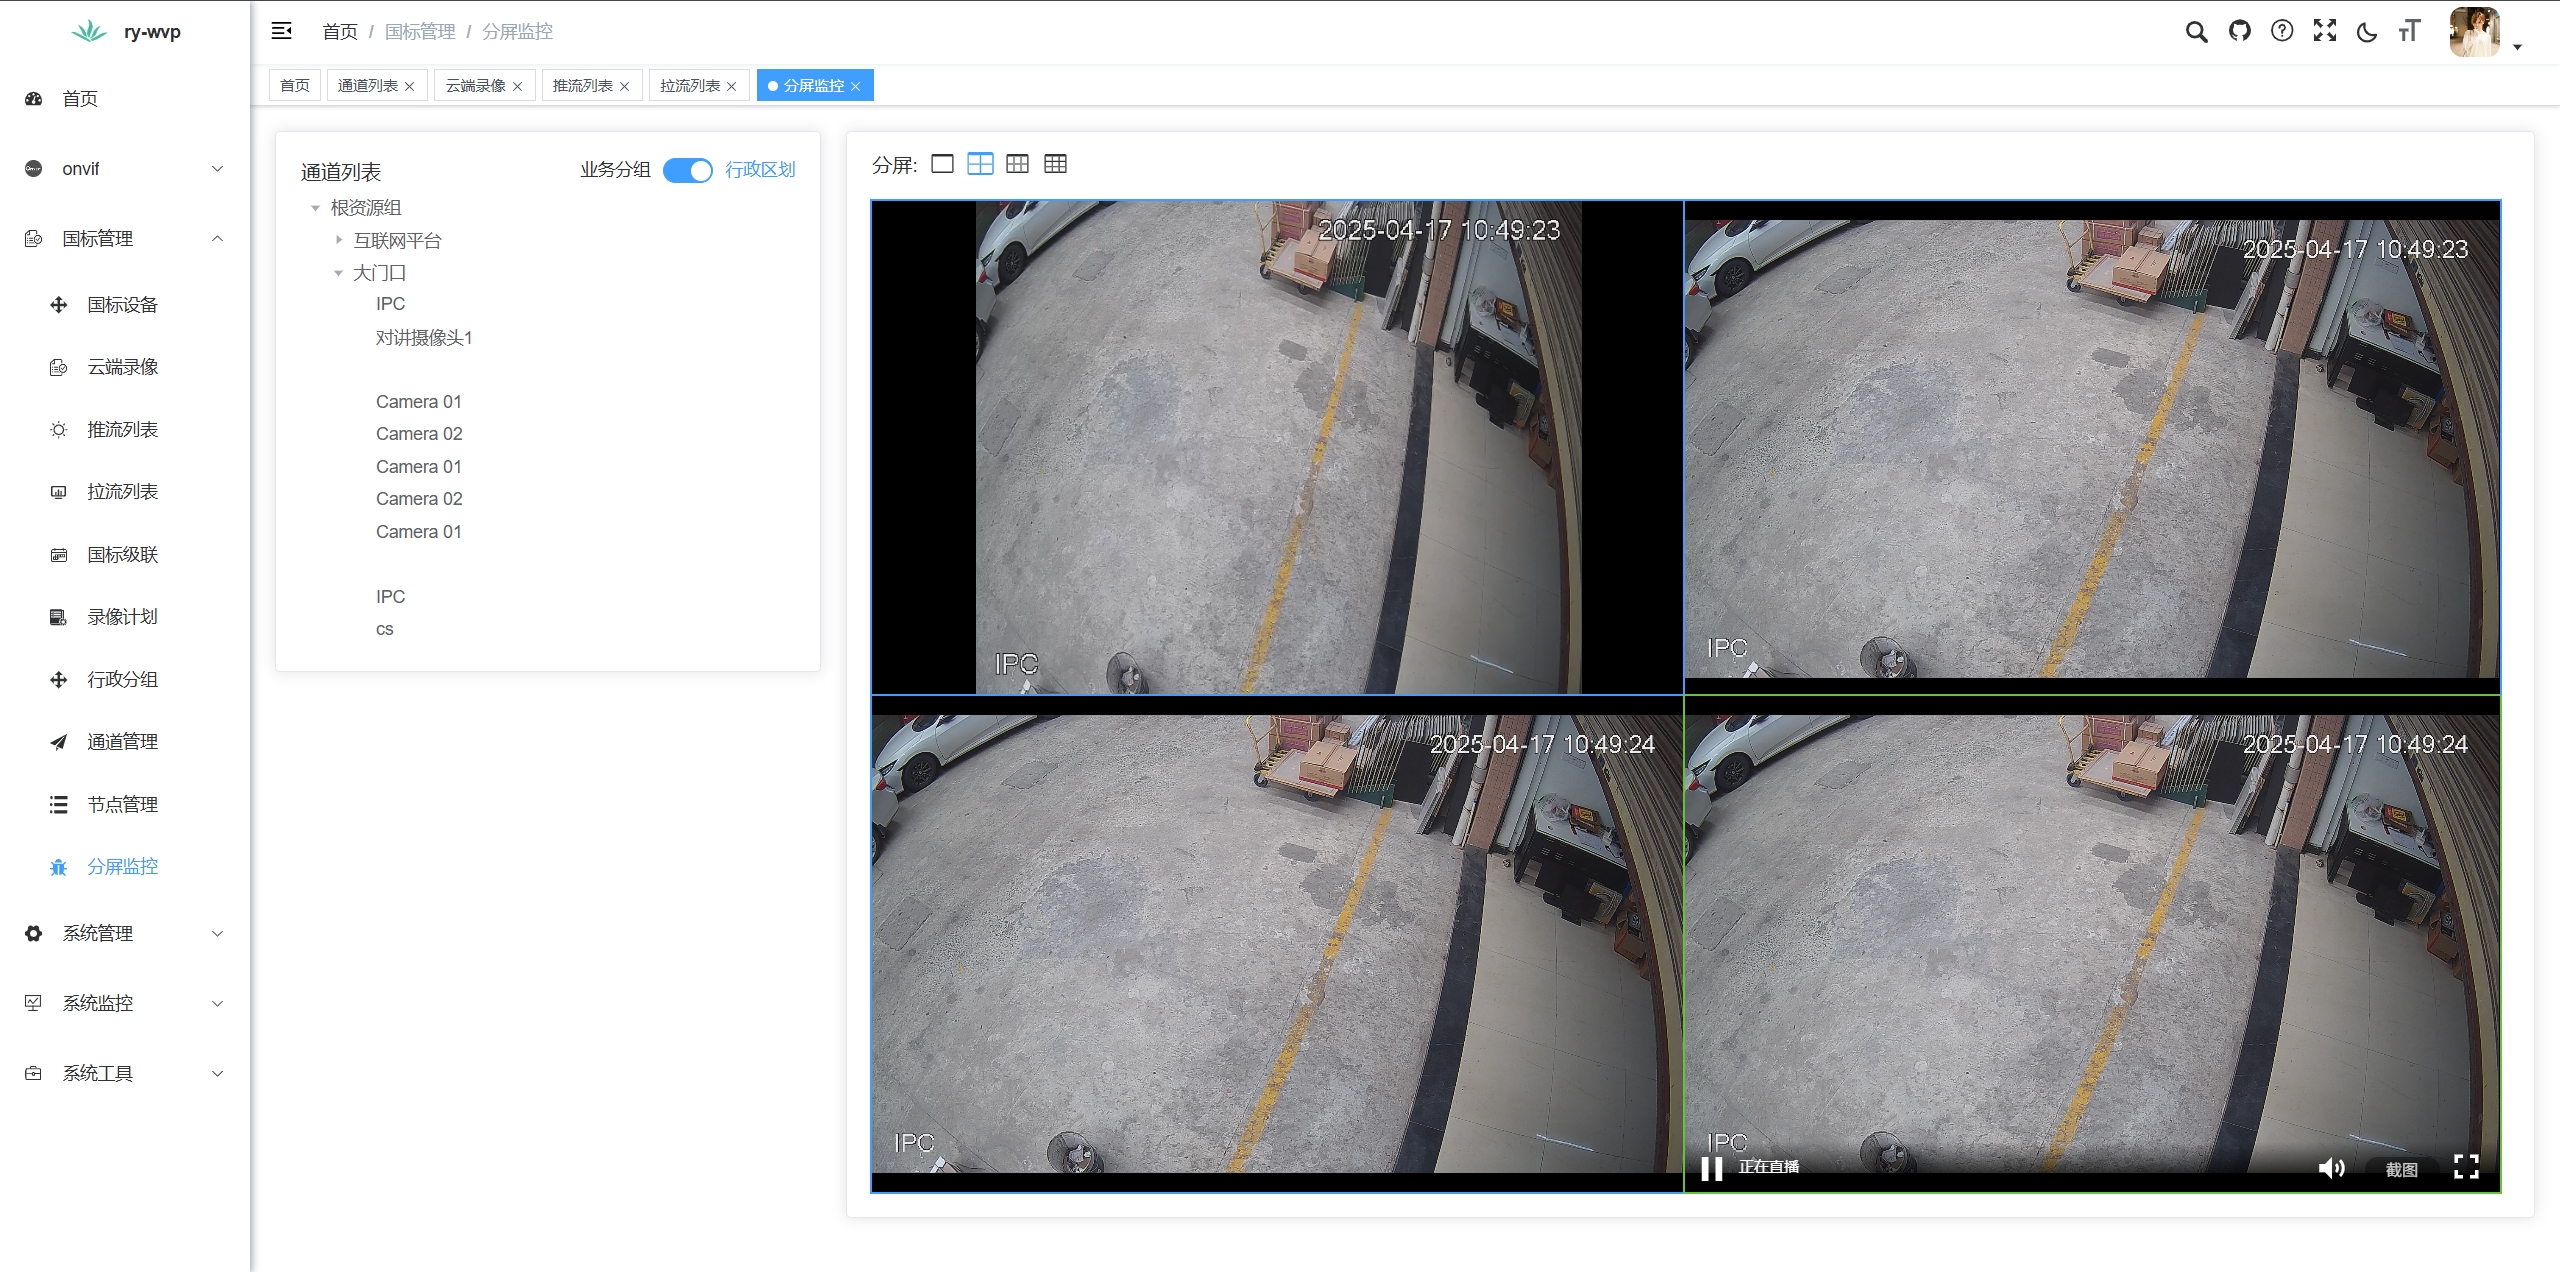 ry-wvp
首页 / 国标管理 / 分屏监控
首页
通道列表
云端录像
推流列表
拉流列表
分屏监控
首页
onvif
国标管理
国标设备
云端录像
推流列表
拉流列表
国标级联
录像计划
行政分组
通道管理
节点管理
分屏监控
系统管理
系统监控
系统工具
通道列表
业务分组 行政区划
根资源组
互联网平台
大门口
IPC
对讲摄像头1
Camera 01
Camera 02
Camera 01
Camera 02
Camera 01
IPC
cs
分屏:
2025-04-17 10:49:23
IPC
2025-04-17 10:49:23
IPC
2025-04-17 10:49:24
IPC
2025-04-17 10:49:24
IPC
正在直播
截图